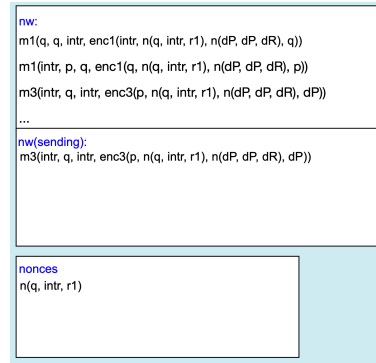 nw:
m1(q, q, intr, enc1(intr, n(q, intr, r1), n(dP, dP, dR), q))
m1(intr, p, q, enc1(q, n(q, intr, r1), n(dP, dP, dR), p))
m3(intr, q, intr, enc3(p, n(q, intr, r1), n(dP, dP, dR), dP))
...
nw(sending):
m3(intr, q, intr, enc3(p, n(q, intr, r1), n(dP, dP, dR), dP))
nonces
n(q, intr, r1)